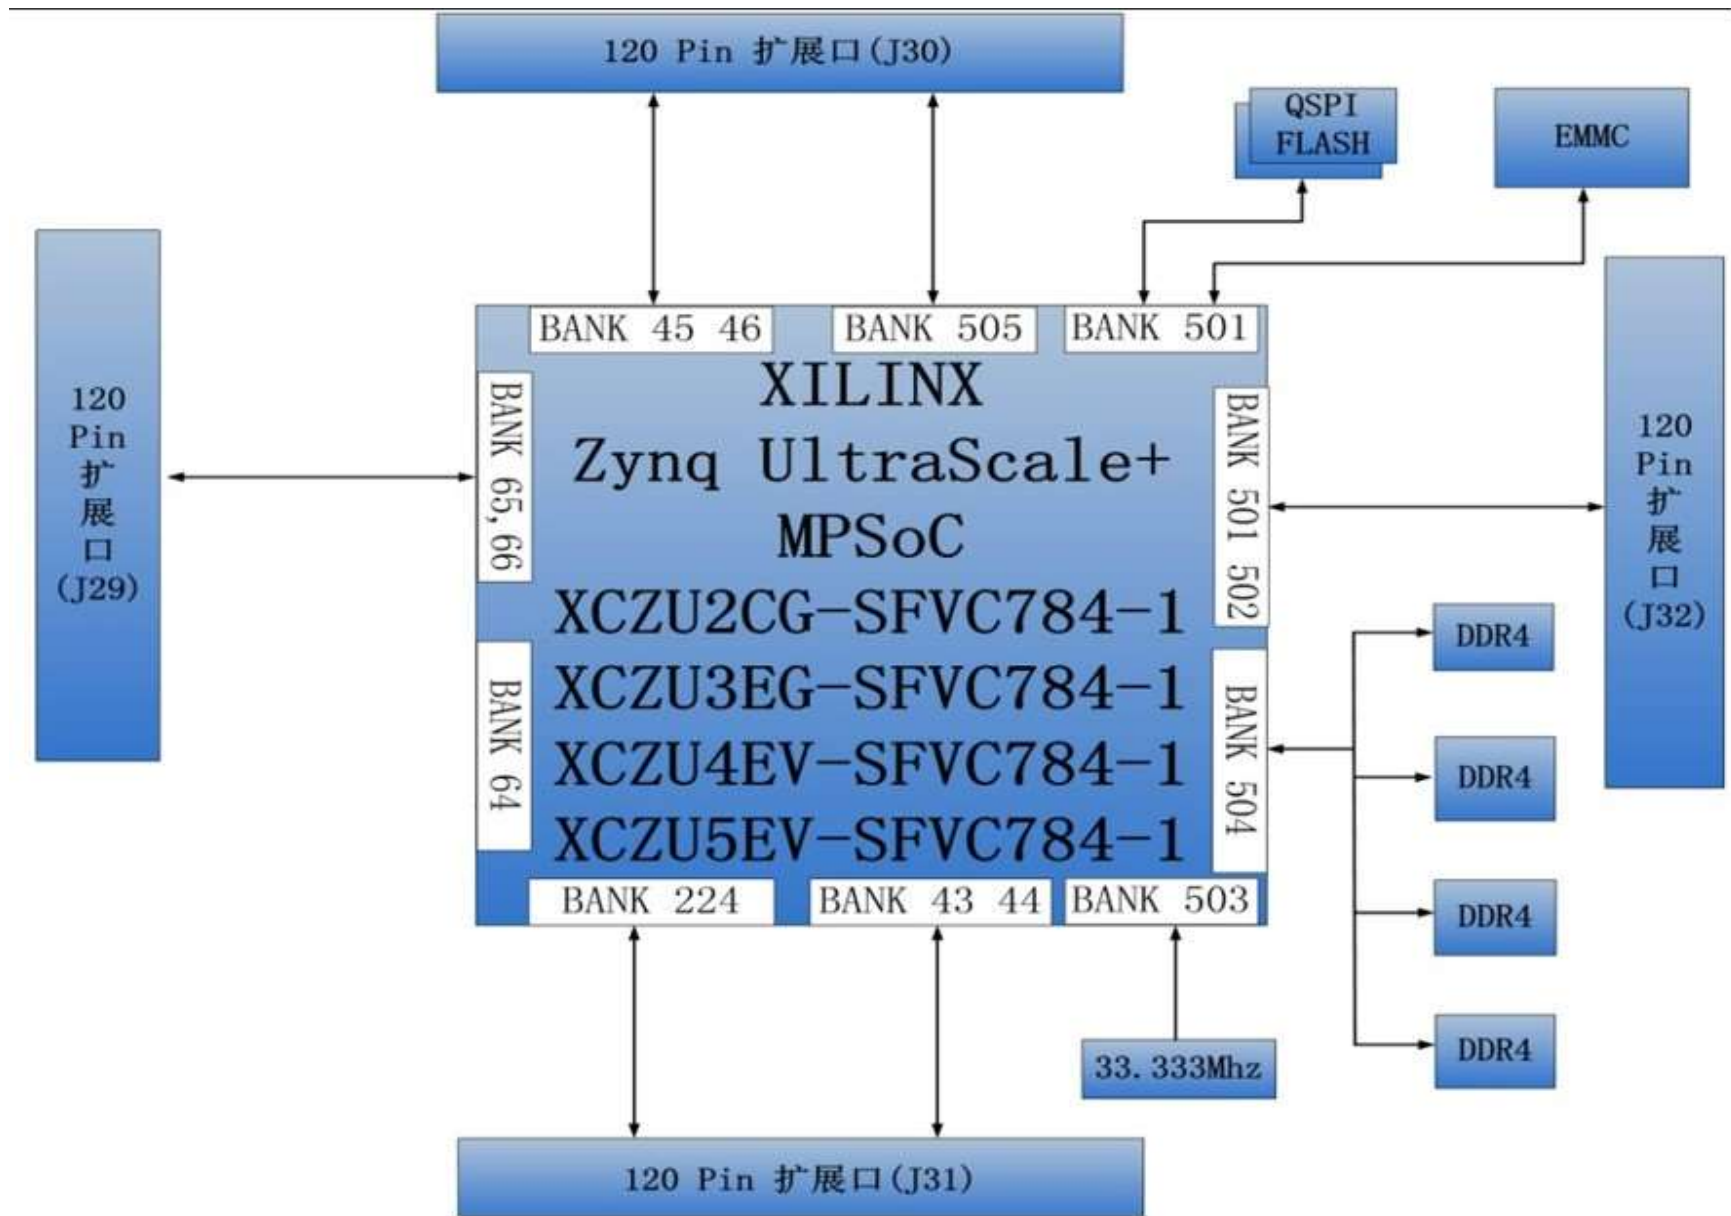 120 Pin 扩展口(J30)
QSPI
FLASH
EMMC
120
Pin
扩
展
口
(J29)
BANK 45 46
BANK 505
BANK 501
BANK 65,66
BANK 64
XILINX
Zynq UltraScale+
MPSoC
XCZU2CG-SFVC784-1
XCZU3EG-SFVC784-1
XCZU4EV-SFVC784-1
XCZU5EV-SFVC784-1
BANK 501 502
BANK 504
120
Pin
扩
展
口
(J32)
DDR4
DDR4
DDR4
DDR4
BANK 224
BANK 43 44
BANK 503
33.333Mhz
120 Pin 扩展口(J31)